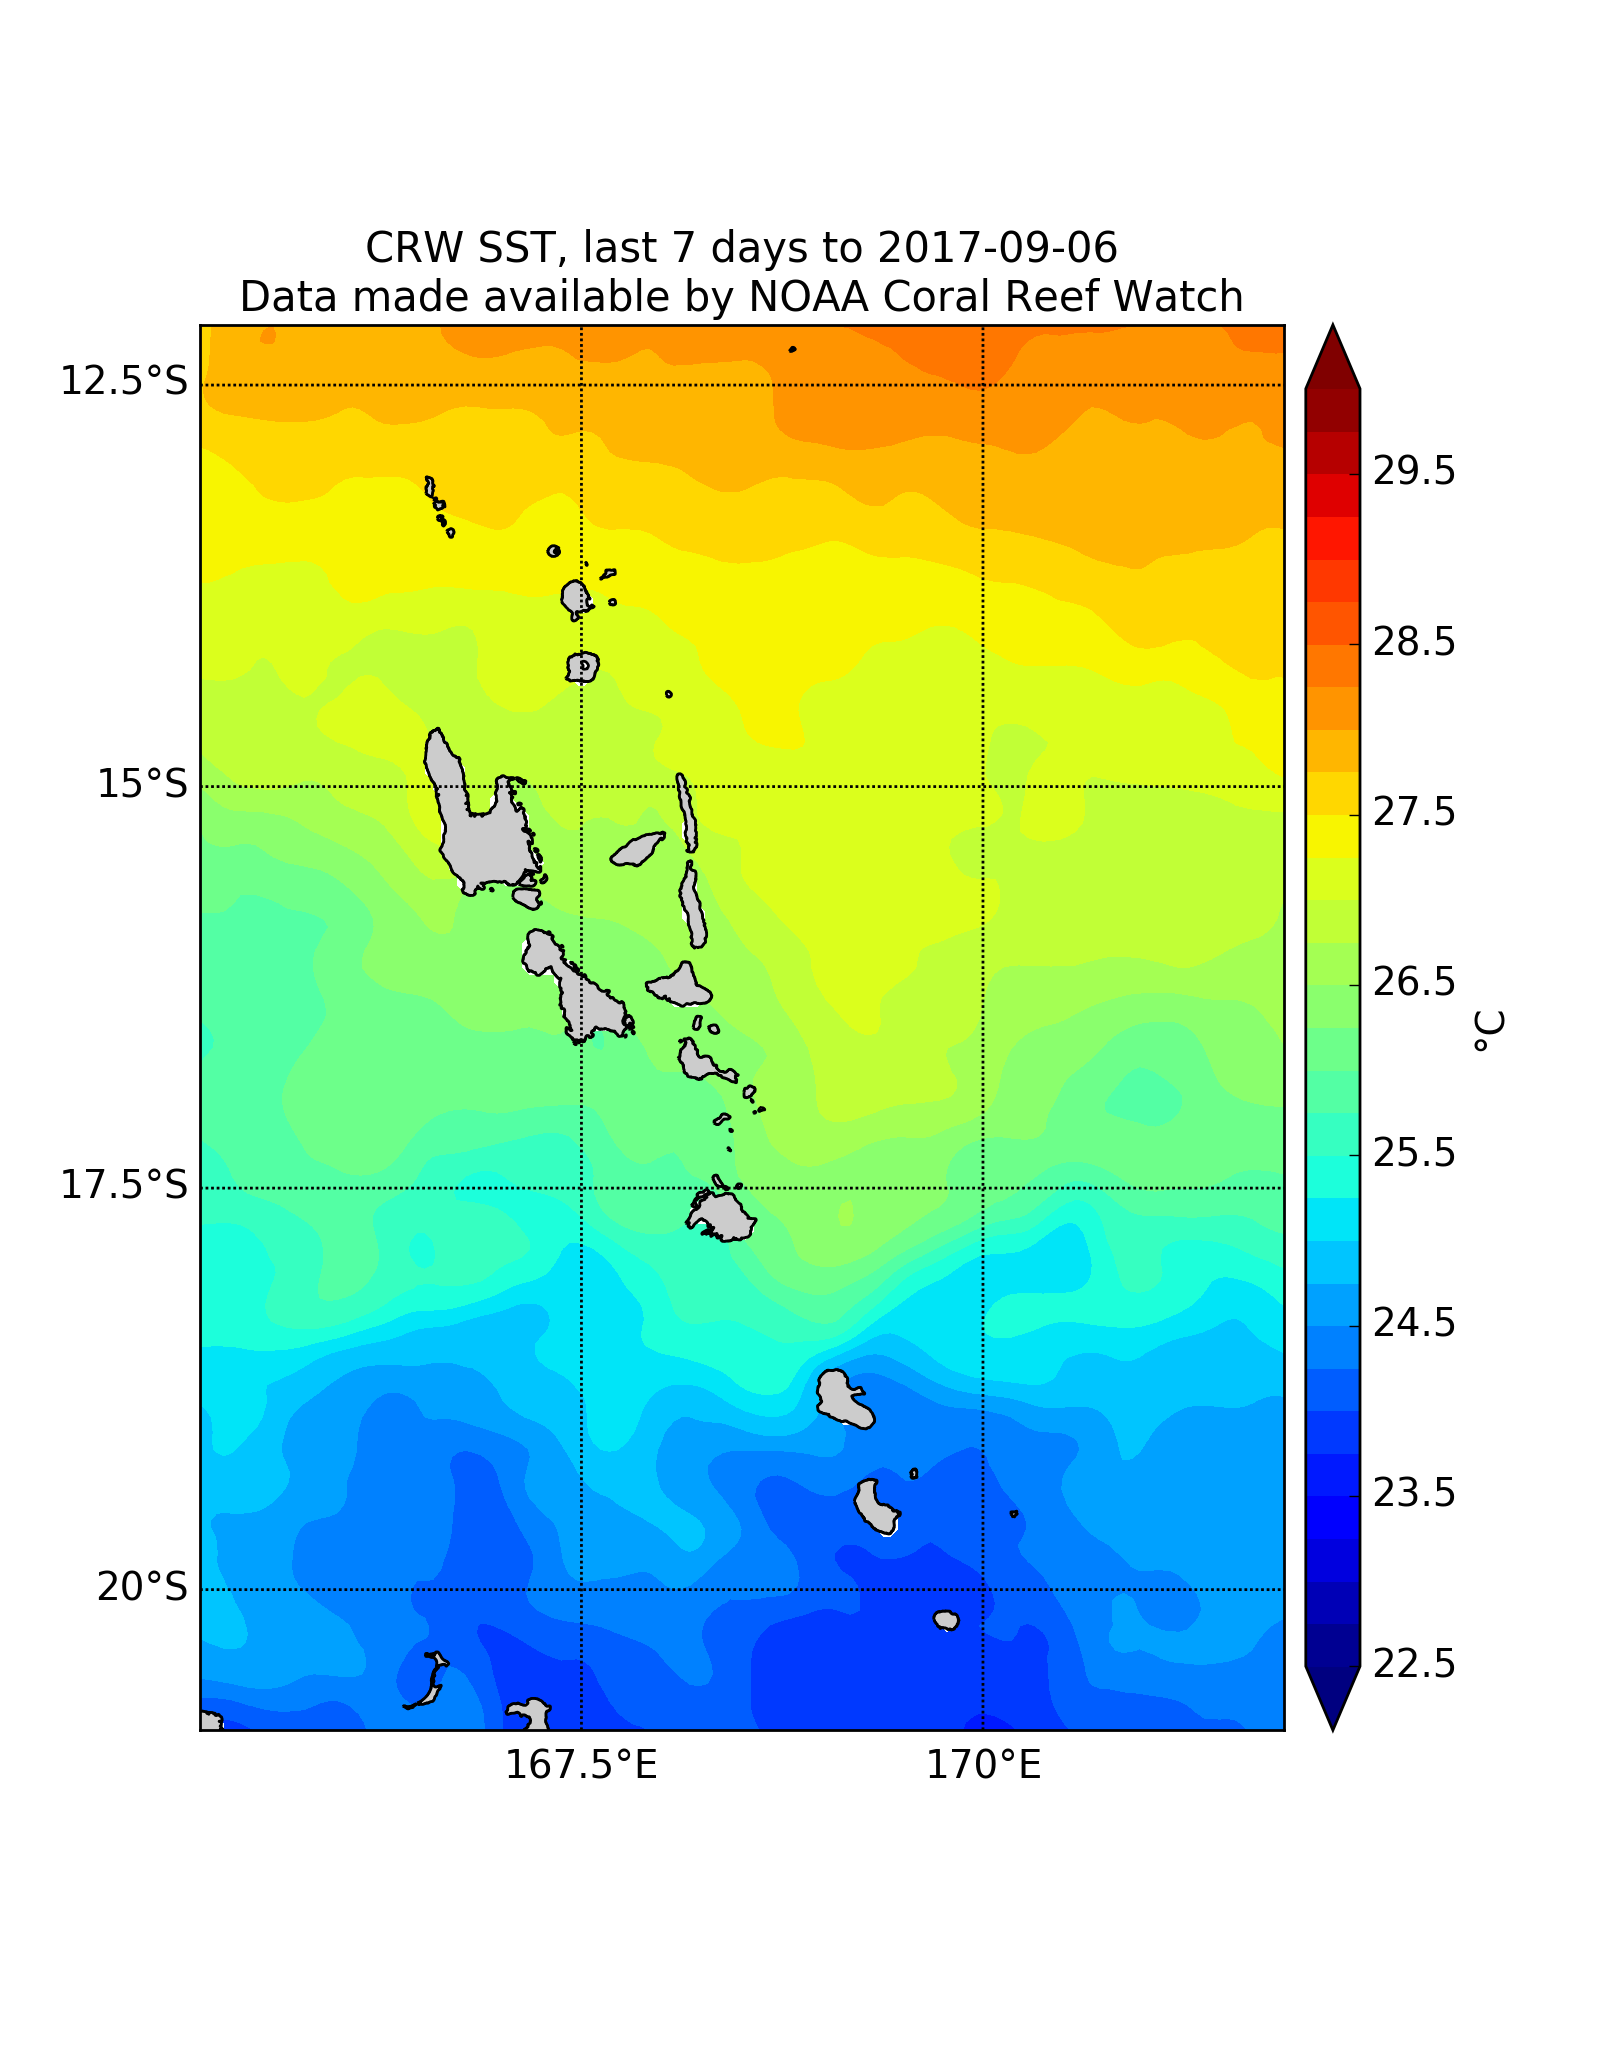 CRW SST, last 7 days to 2017-09-06
Data made available by NOAA Coral Reef Watch
12.5°S
15°S
17.5°S
20°S
167.5°E
170°E
29.5
28.5
27.5
26.5
25.5
24.5
23.5
22.5
°C